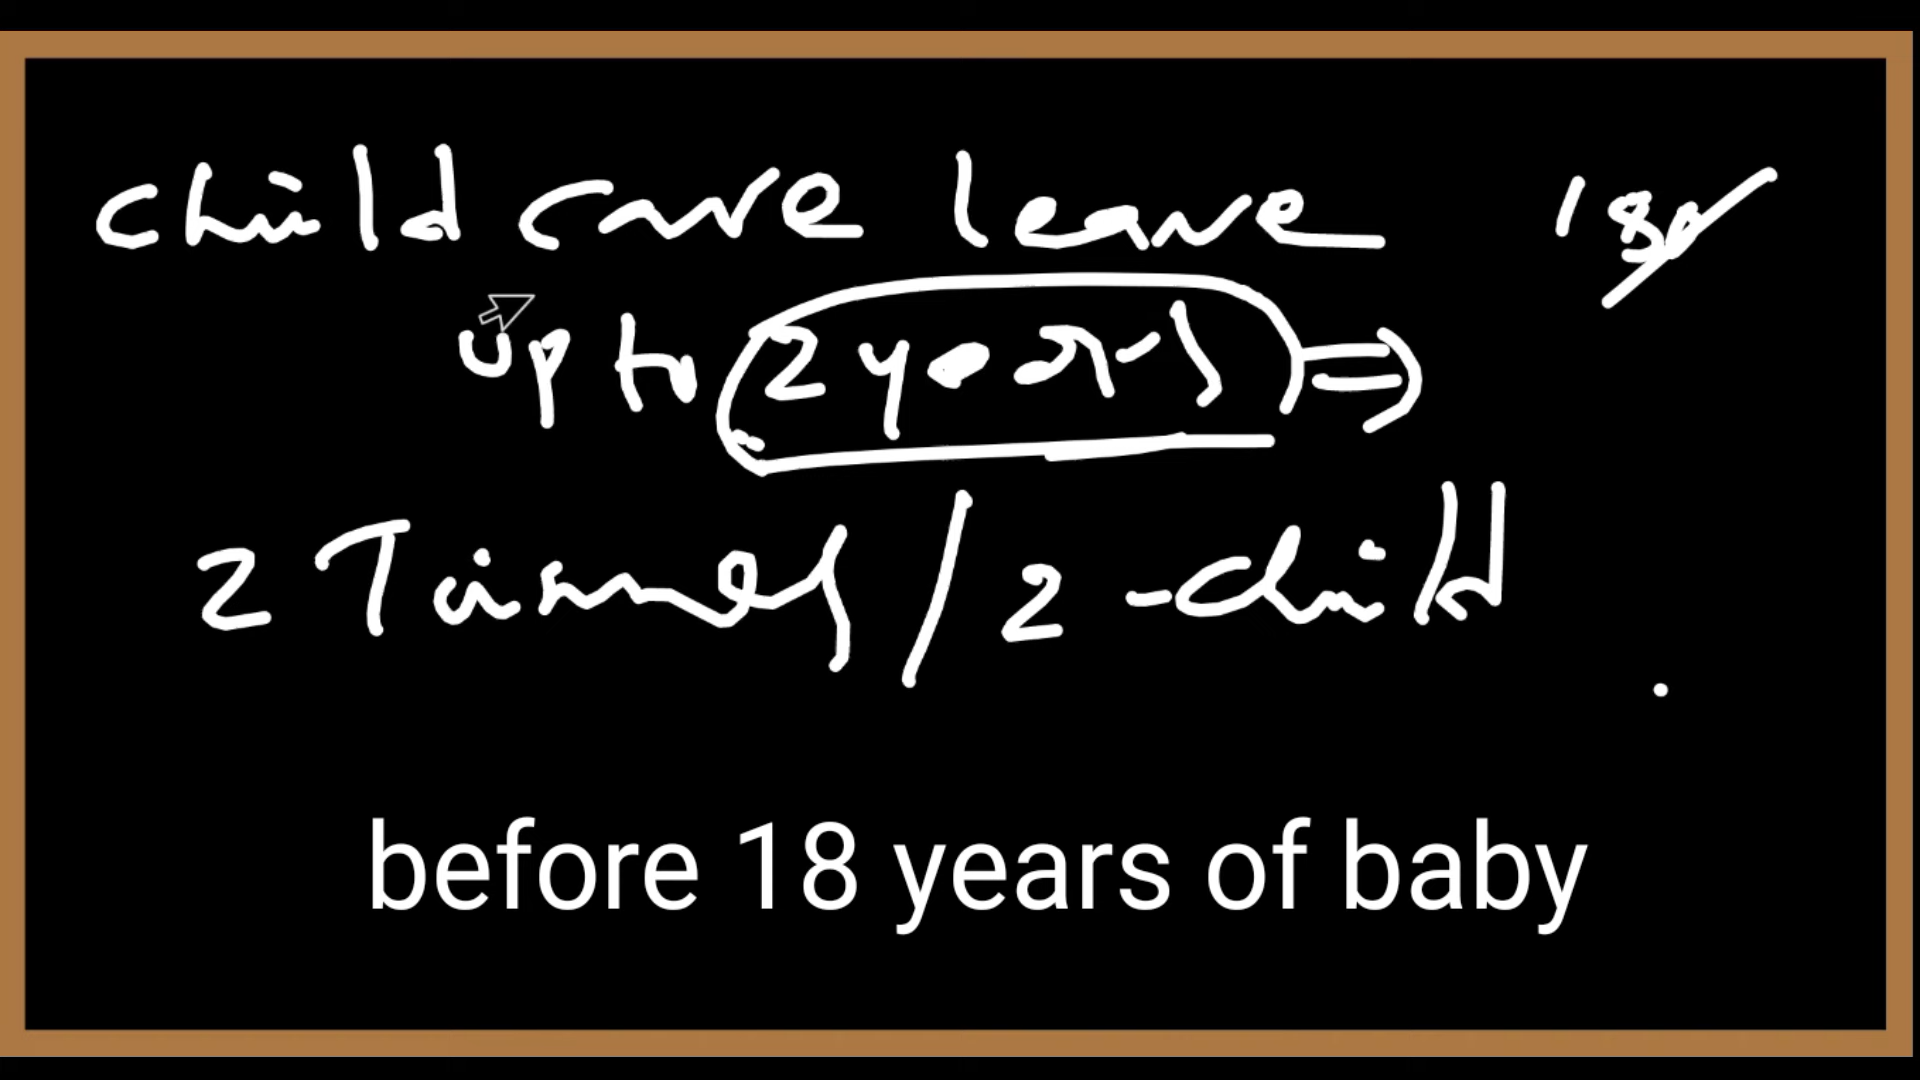 child care leave
up to 2 years ⇒
2 Times / 2 - child
before 18 years of baby